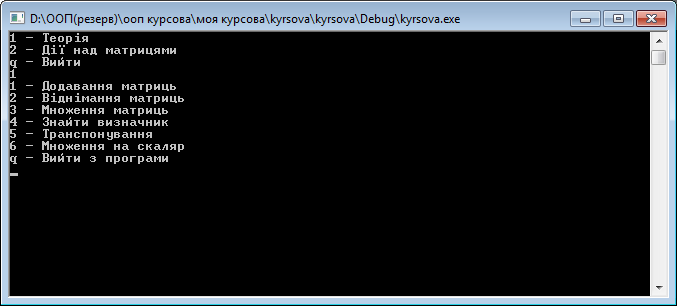 D:\ООП(резерв)\ооп курсова\моя курсова\kyrsova\kyrsova\Debug\kyrsova.exe
1 - Теорія
2 - Дії над матрицями
q - Вийти
1
1 - Додавання матриць
2 - Віднімання матриць
3 - Множення матриць
4 - Знайти визначник
5 - Транспонування
6 - Множення на скаляр
q - Вийти з програми